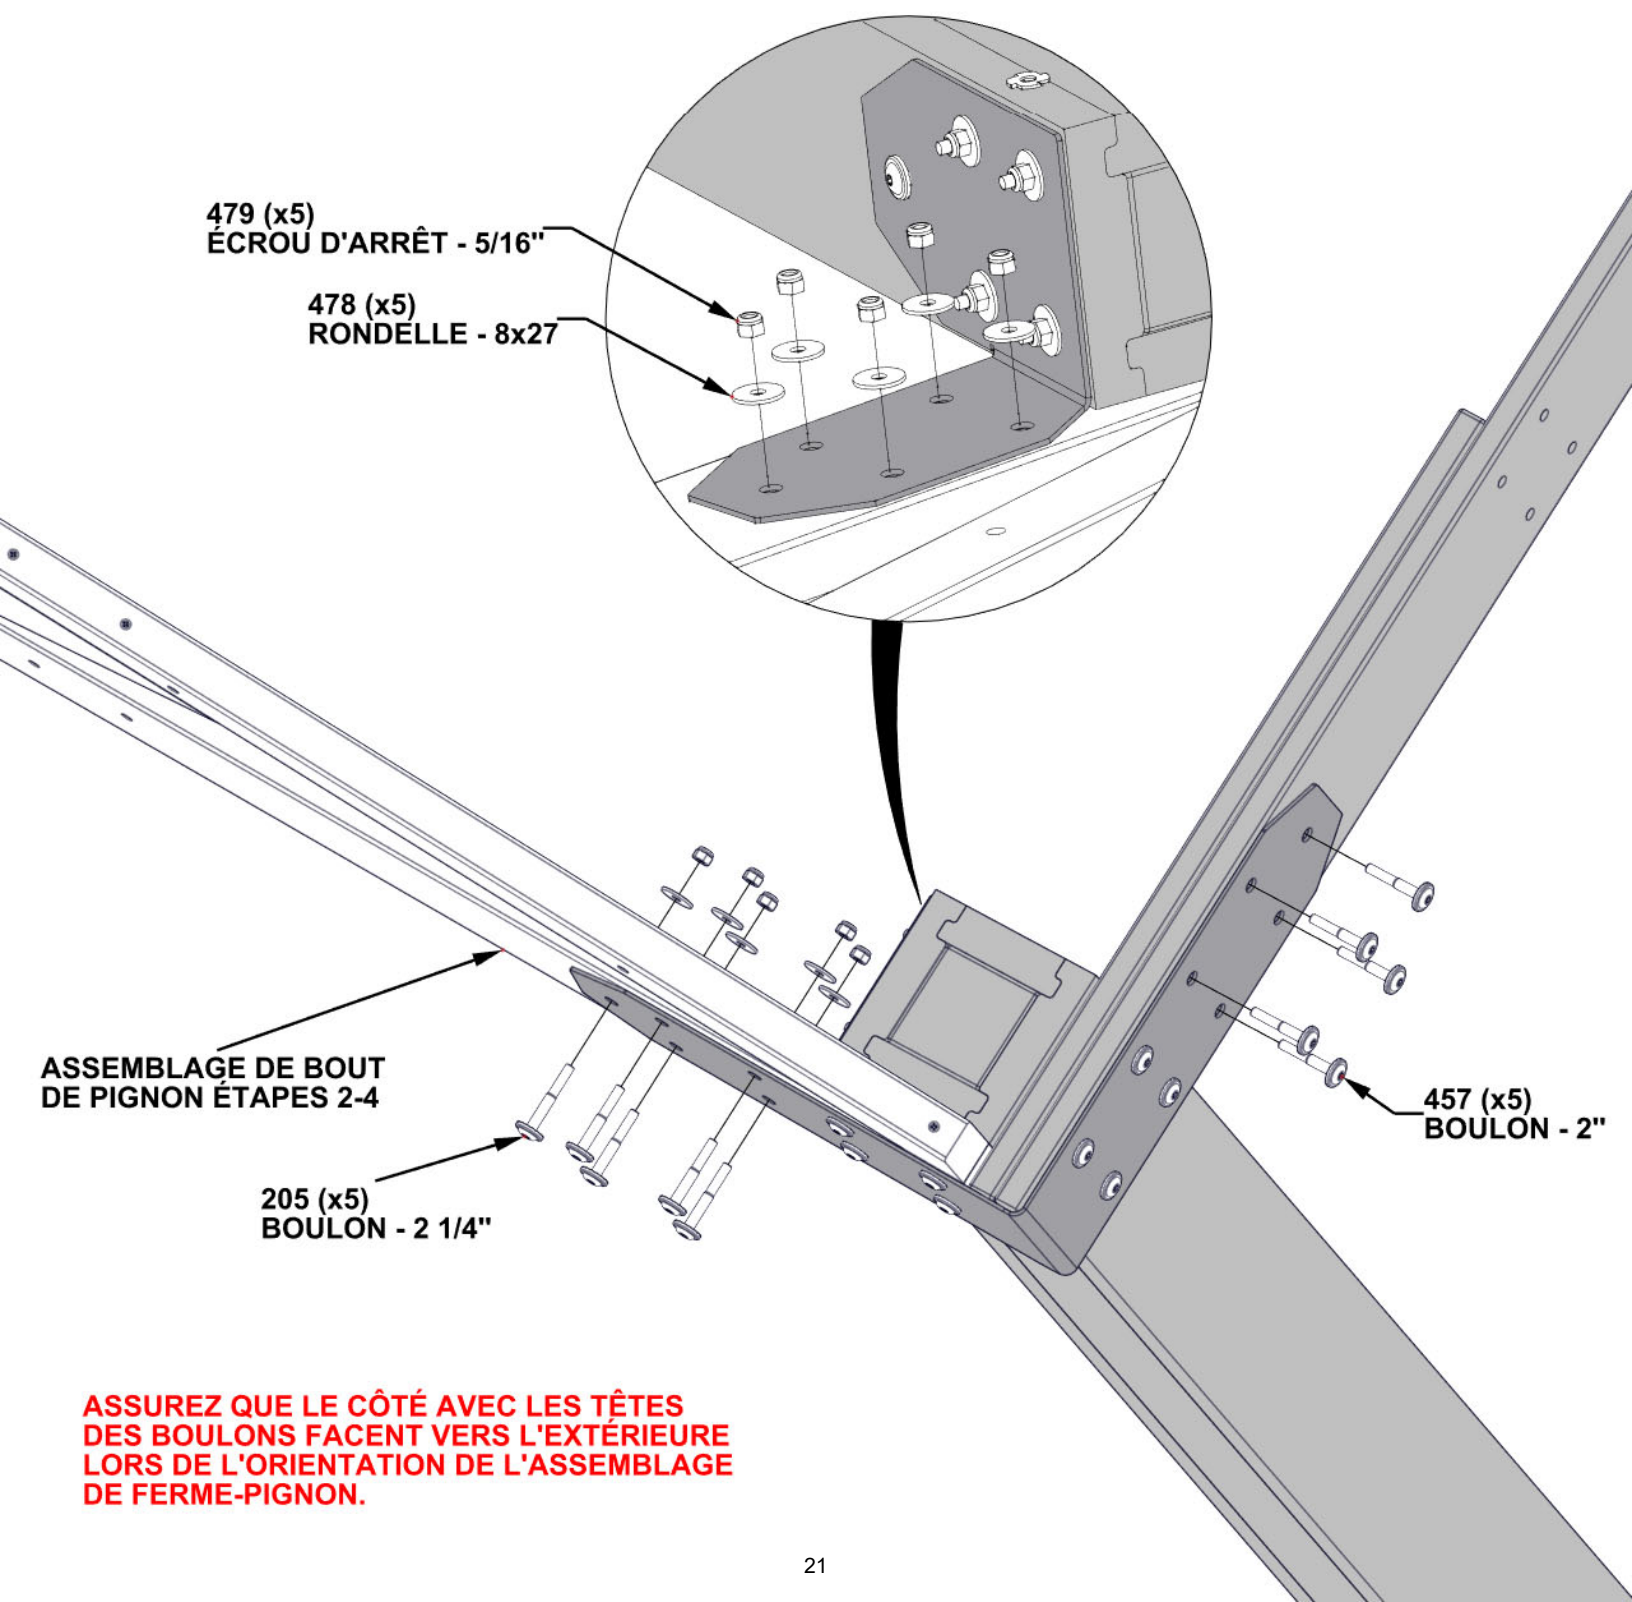 479 (x5)
ÉCROU D'ARRÊT - 5/16"
478 (x5)
RONDELLE - 8x27
ASSEMBLAGE DE BOUT
DE PIGNON ÉTAPES 2-4
205 (x5)
BOULON - 2 1/4"
457 (x5)
BOULON - 2"
ASSUREZ QUE LE CÔTÉ AVEC LES TÊTES
DES BOULONS FACENT VERS L'EXTÉRIEURE
LORS DE L'ORIENTATION DE L'ASSEMBLAGE
DE FERME-PIGNON.
21